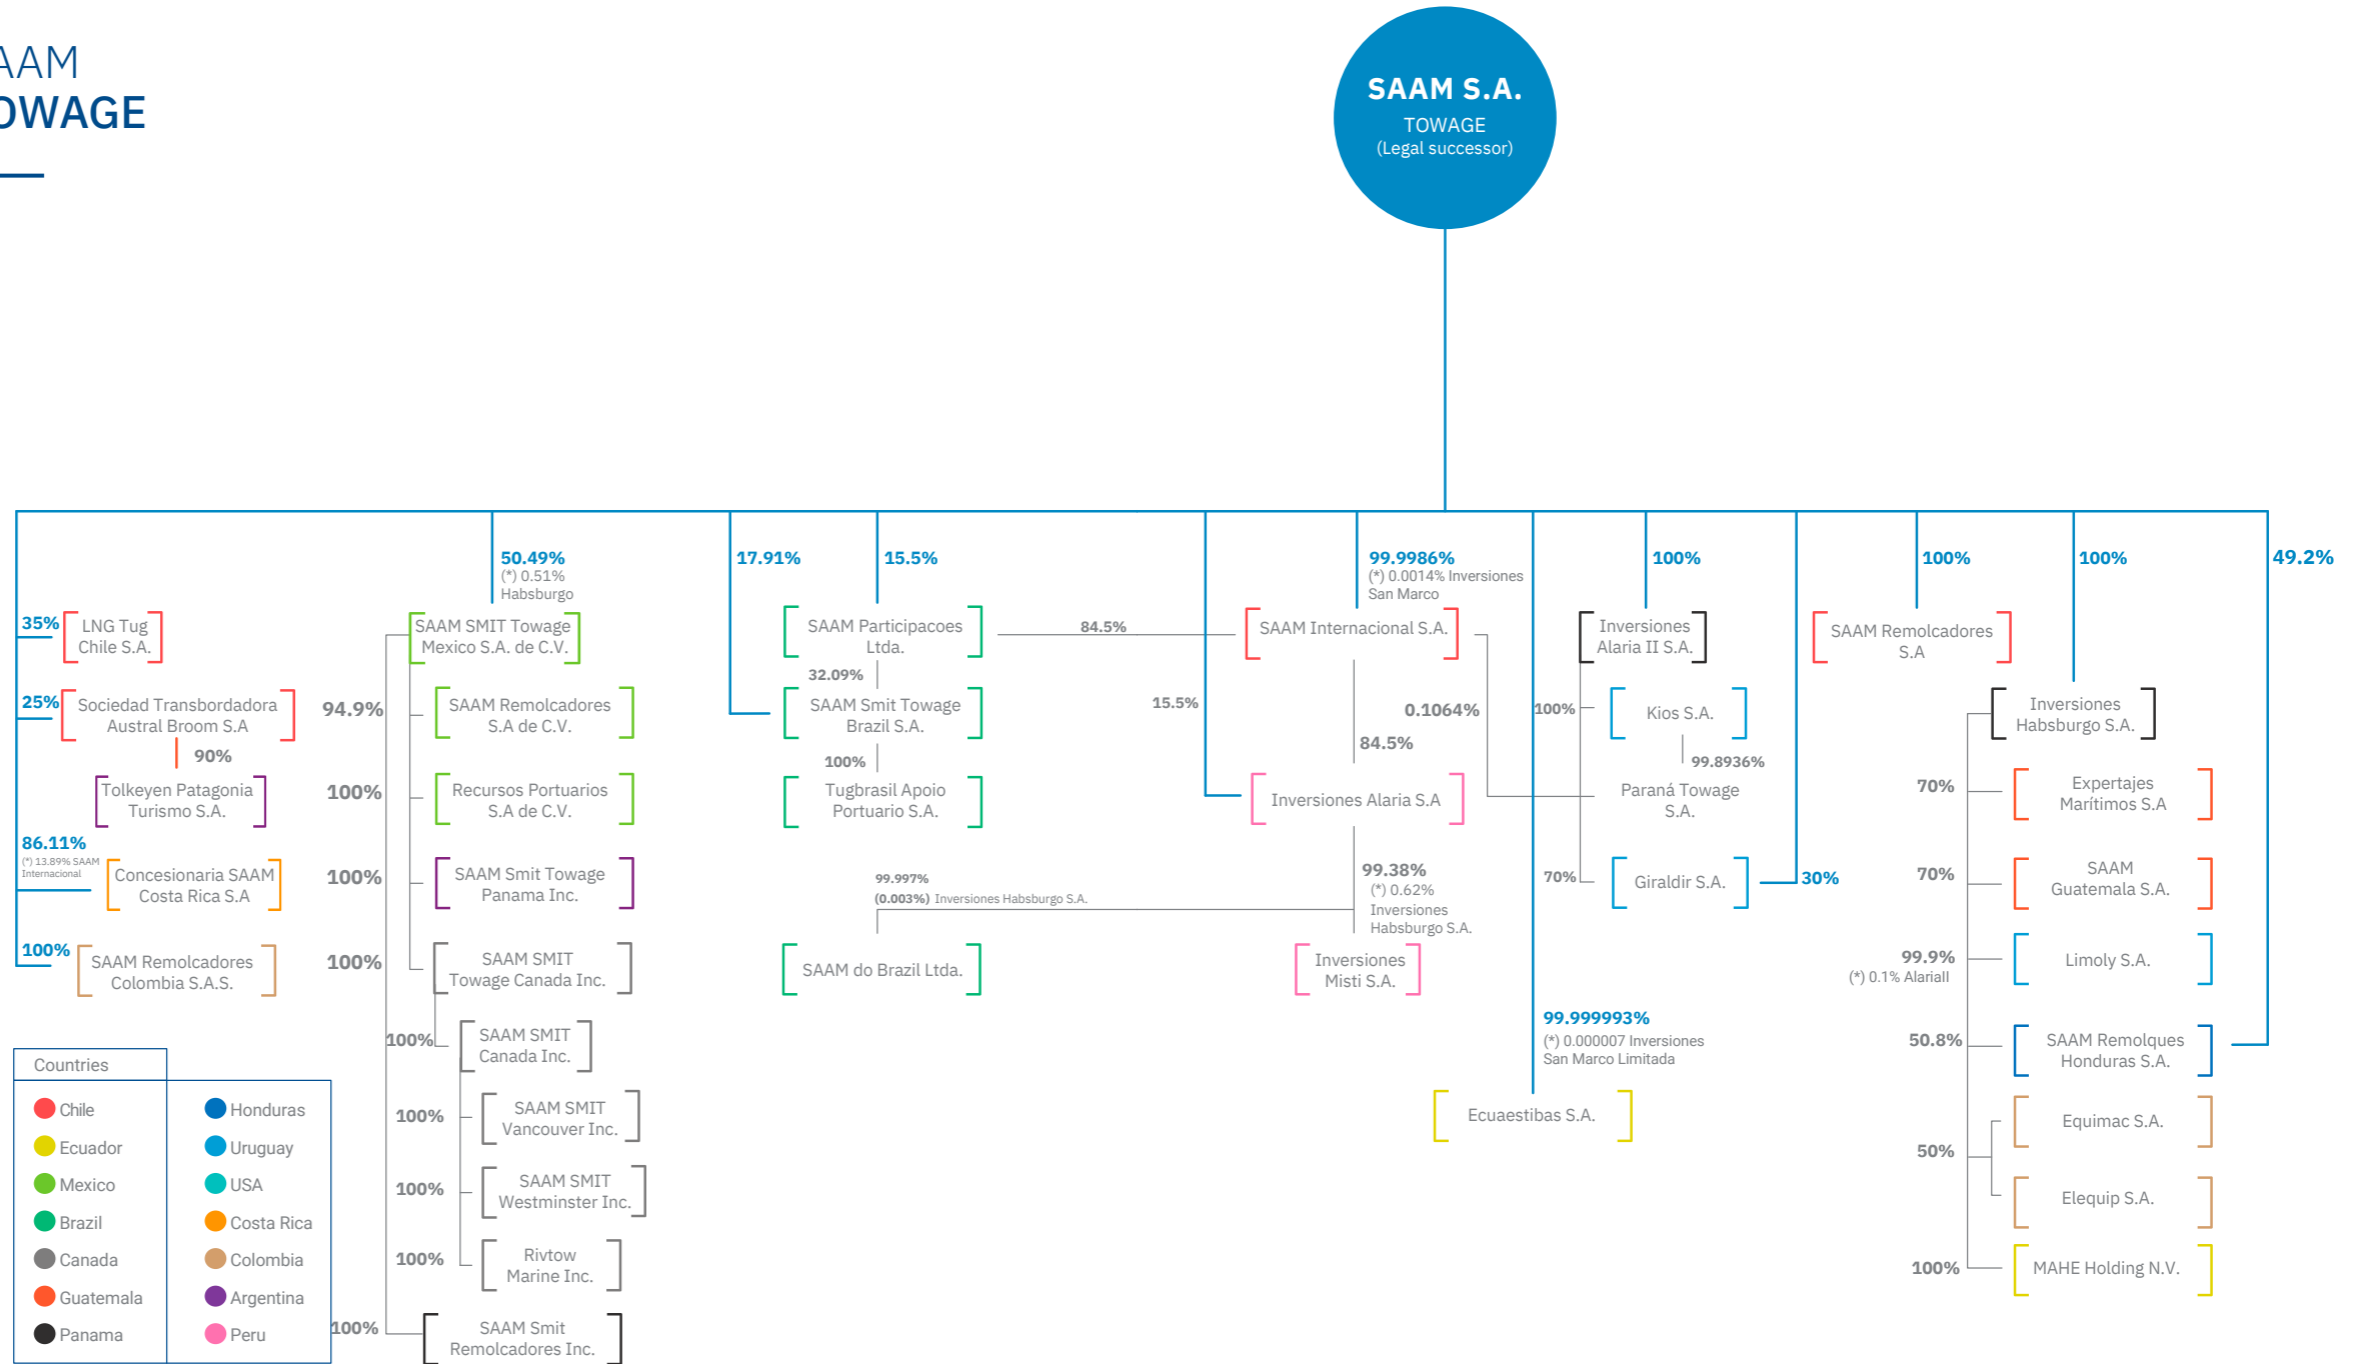 AAM
OWAGE
SAAM S.A.
TOWAGE
(Legal successor)
50.49%
(*) 0.51%
Habsburgo
17.91%
15.5%
99.9986%
(*) 0.0014% Inversiones
San Marco
100%
100%
100%
49.2%
35%
LNG Tug
Chile S.A.
25%
Sociedad Transbordadora
Austral Broom S.A
90%
Tolkeyen Patagonia
Turismo S.A.
86.11%
(*) 13.89% SAAM
Internacional
Concesionaria SAAM
Costa Rica S.A
100%
SAAM Remolcadores
Colombia S.A.S.
SAAM SMIT Towage
Mexico S.A. de C.V.
94.9%
SAAM Remolcadores
S.A de C.V.
100%
Recursos Portuarios
S.A de C.V.
100%
SAAM Smit Towage
Panama Inc.
100%
SAAM SMIT
Towage Canada Inc.
100%
SAAM SMIT
Canada Inc.
100%
SAAM SMIT
Vancouver Inc.
100%
SAAM SMIT
Westminster Inc.
100%
Rivtow
Marine Inc.
100%
SAAM Smit
Remolcadores Inc.
SAAM Participacoes
Ltda.
84.5%
32.09%
SAAM Smit Towage
Brazil S.A.
100%
Tugbrasil Apoio
Portuario S.A.
99.997%
(0.003%) Inversiones Habsburgo S.A.
SAAM do Brazil Ltda.
SAAM Internacional S.A.
15.5%
0.1064%
84.5%
Inversiones Alaria S.A
99.38%
(*) 0.62%
Inversiones
Habsburgo S.A.
Inversiones
Misti S.A.
99.999993%
(*) 0.000007 Inversiones
San Marco Limitada
Ecuaestibas S.A.
Inversiones
Alaria II S.A.
100%
Kios S.A.
99.8936%
Paraná Towage
S.A.
70%
Giraldir S.A.
30%
SAAM Remolcadores
S.A
Inversiones
Habsburgo S.A.
70%
Expertajes
Marítimos S.A
70%
SAAM
Guatemala S.A.
99.9%
(*) 0.1% AlariaII
Limoly S.A.
50.8%
SAAM Remolques
Honduras S.A.
50%
Equimac S.A.
Elequip S.A.
100%
MAHE Holding N.V.
Countries
Chile
Ecuador
Mexico
Brazil
Canada
Guatemala
Panama
Honduras
Uruguay
USA
Costa Rica
Colombia
Argentina
Peru